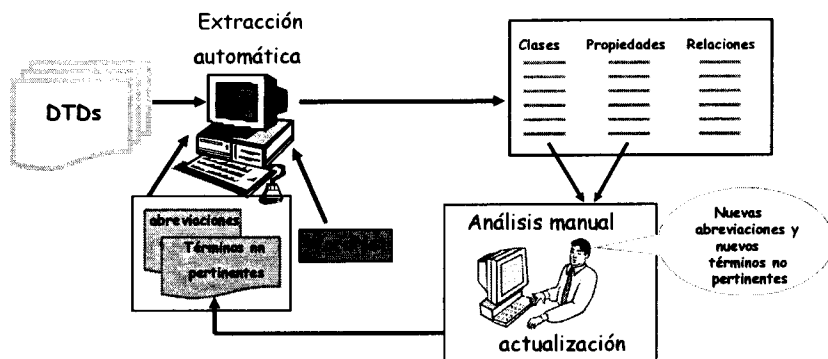 Extracción
automática
DTDs
Clases Propiedades Relaciones
abreviaciones
Términos no
pertinentes
Análisis manual
actualización
Nuevas
abreviaciones y
nuevos
términos no
pertinentes